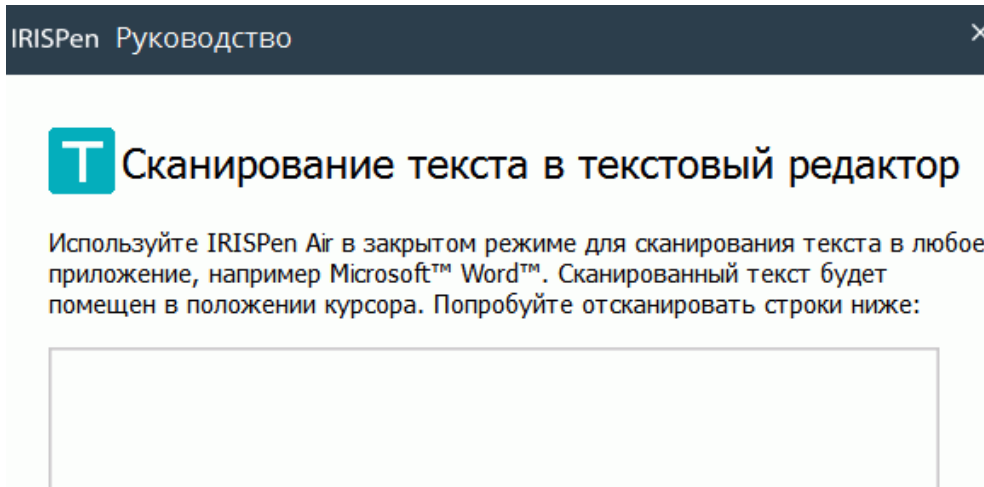 IRISPen Руководство
T Сканирование текста в текстовый редактор
Используйте IRISPen Air в закрытом режиме для сканирования текста в любое
приложение, например Microsoft™ Word™. Сканированный текст будет
помещен в положении курсора. Попробуйте отсканировать строки ниже: